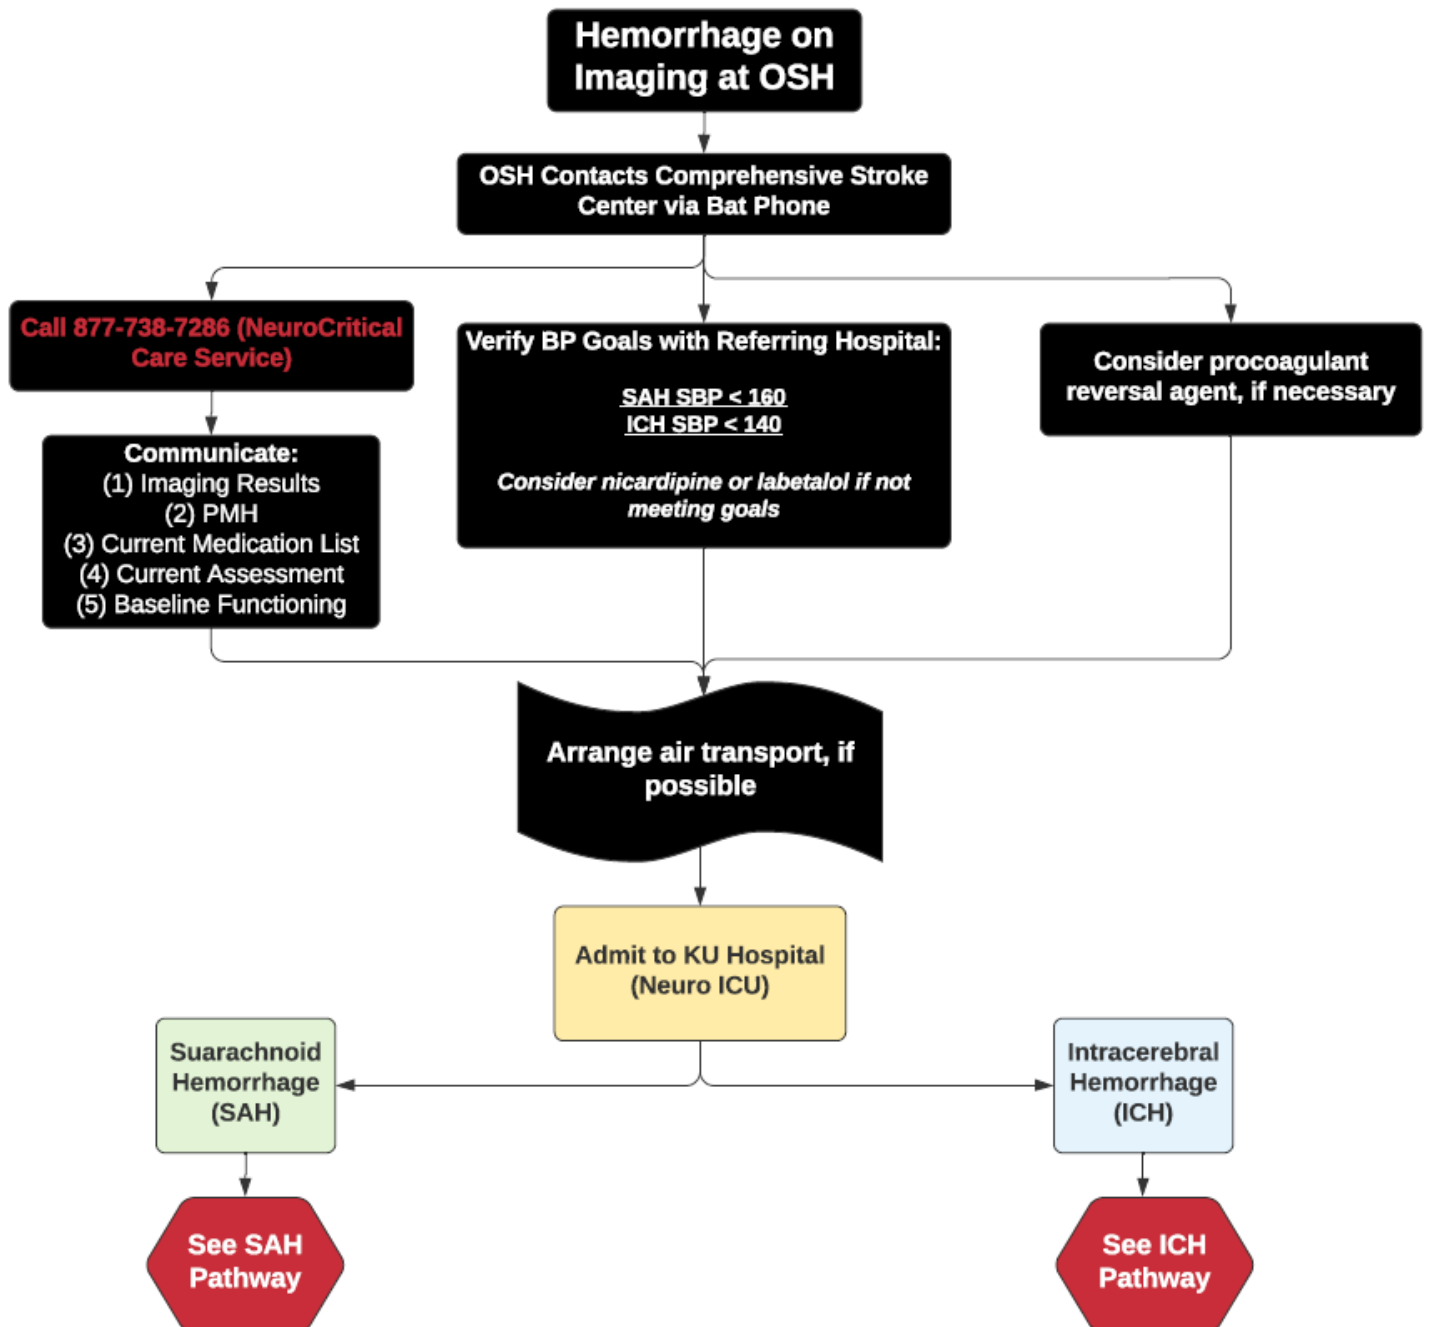 Hemorrhage on
Imaging at OSH
OSH Contacts Comprehensive Stroke
Center via Bat Phone
Call 877-738-7286 (NeuroCritical
Care Service)
Communicate:
(1) Imaging Results
(2) PMH
(3) Current Medication List
(4) Current Assessment
(5) Baseline Functioning
Verify BP Goals with Referring Hospital:
SAH SBP < 160
ICH SBP < 140
Consider nicardipine or labetalol if not
meeting goals
Consider procoagulant
reversal agent, if necessary
Arrange air transport, if
possible
Admit to KU Hospital
(Neuro ICU)
Suarachnoid
Hemorrhage
(SAH)
Intracerebral
Hemorrhage
(ICH)
See SAH
Pathway
See ICH
Pathway